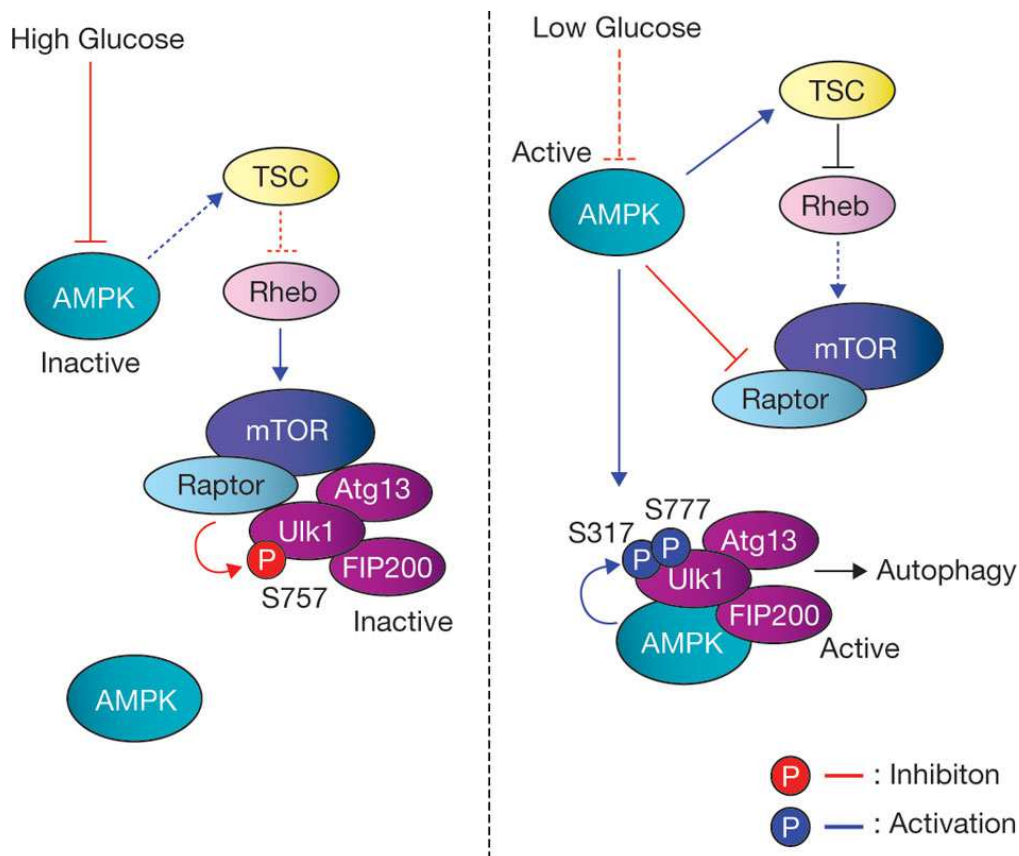 High Glucose
TSC
AMPK
Rheb
Inactive
mTOR
Raptor
Atg13
Ulk1
P
FIP200
S757
Inactive
AMPK
Low Glucose
TSC
Active
AMPK
Rheb
mTOR
Raptor
S777
S317
P
P
Atg13
Ulk1
Autophagy
FIP200
AMPK
Active
P : Inhibiton
P : Activation